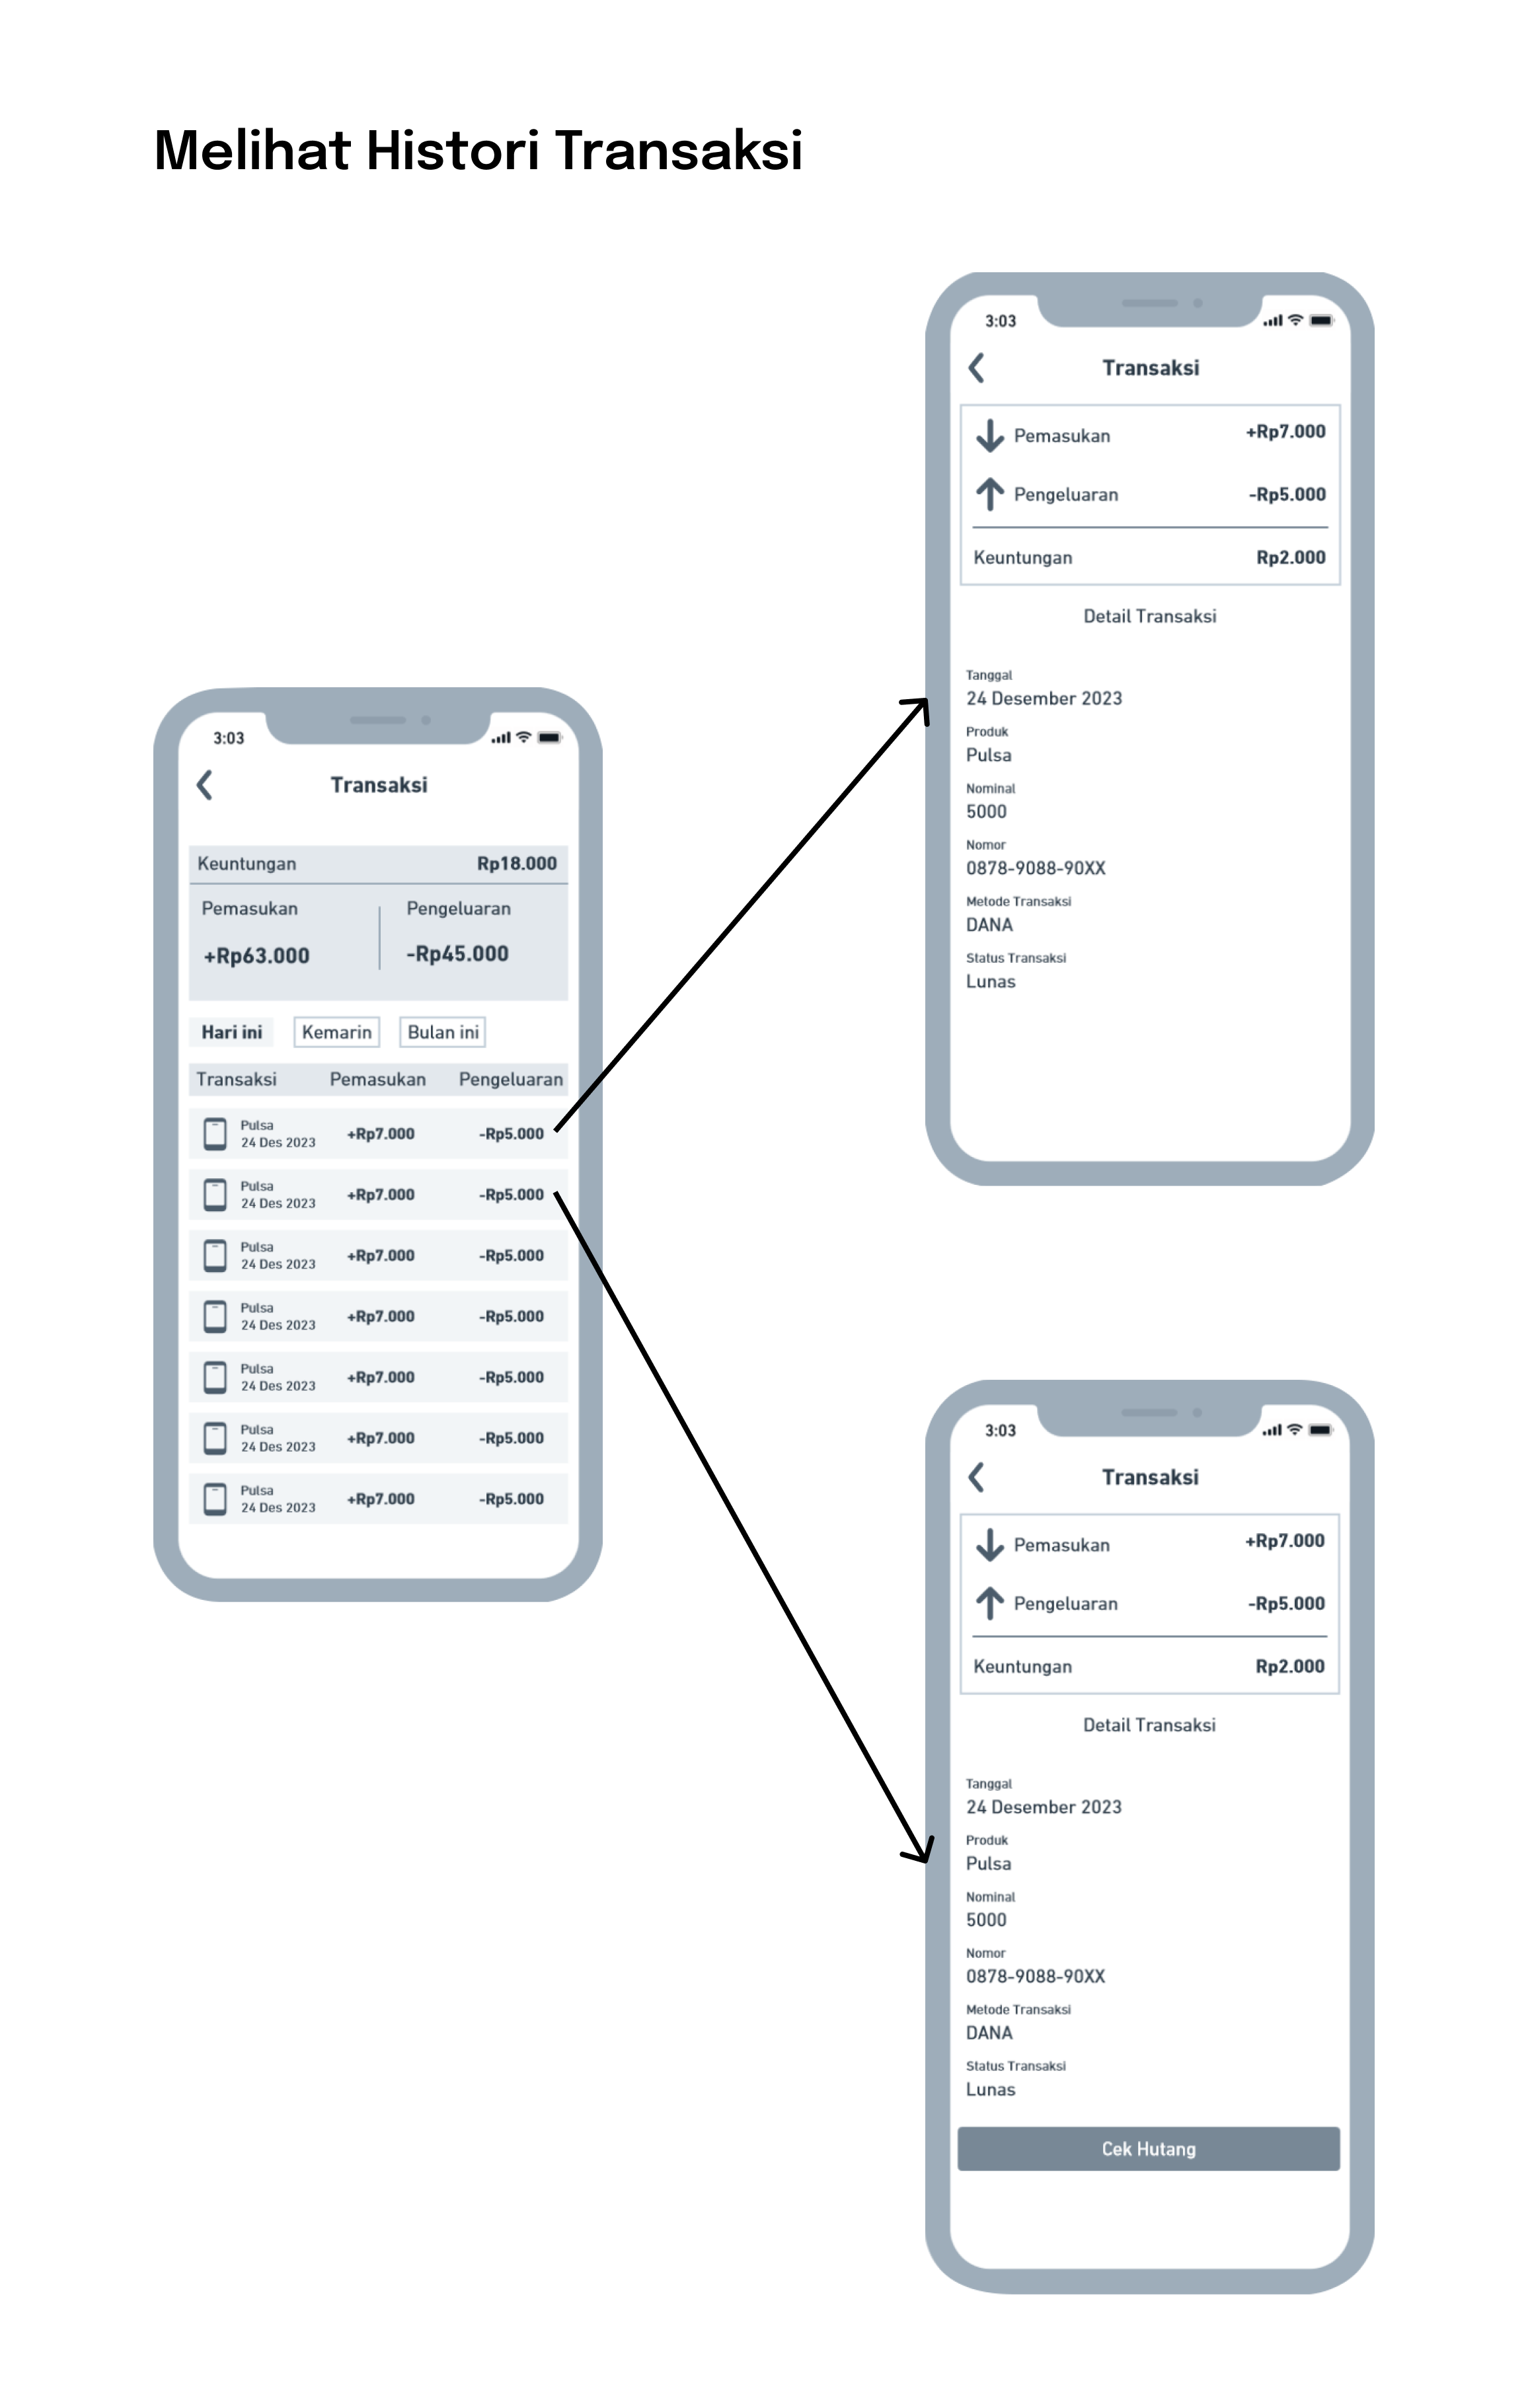 Melihat Histori Transaksi
3:03
Transaksi
Keuntungan Rp18.000
Pemasukan Pengeluaran
+Rp63.000 -Rp45.000
Hari ini Kemarin Bulan ini
Transaksi Pemasukan Pengeluaran
Pulsa
24 Des 2023 +Rp7.000 -Rp5.000
Pulsa
24 Des 2023 +Rp7.000 -Rp5.000
Pulsa
24 Des 2023 +Rp7.000 -Rp5.000
Pulsa
24 Des 2023 +Rp7.000 -Rp5.000
Pulsa
24 Des 2023 +Rp7.000 -Rp5.000
Pulsa
24 Des 2023 +Rp7.000 -Rp5.000
Pulsa
24 Des 2023 +Rp7.000 -Rp5.000
3:03
Transaksi
Pemasukan +Rp7.000
Pengeluaran -Rp5.000
Keuntungan Rp2.000
Detail Transaksi
Tanggal
24 Desember 2023
Produk
Pulsa
Nominal
5000
Nomor
0878-9088-90XX
Metode Transaksi
DANA
Status Transaksi
Lunas
3:03
Transaksi
Pemasukan +Rp7.000
Pengeluaran -Rp5.000
Keuntungan Rp2.000
Detail Transaksi
Tanggal
24 Desember 2023
Produk
Pulsa
Nominal
5000
Nomor
0878-9088-90XX
Metode Transaksi
DANA
Status Transaksi
Lunas
Cek Hutang